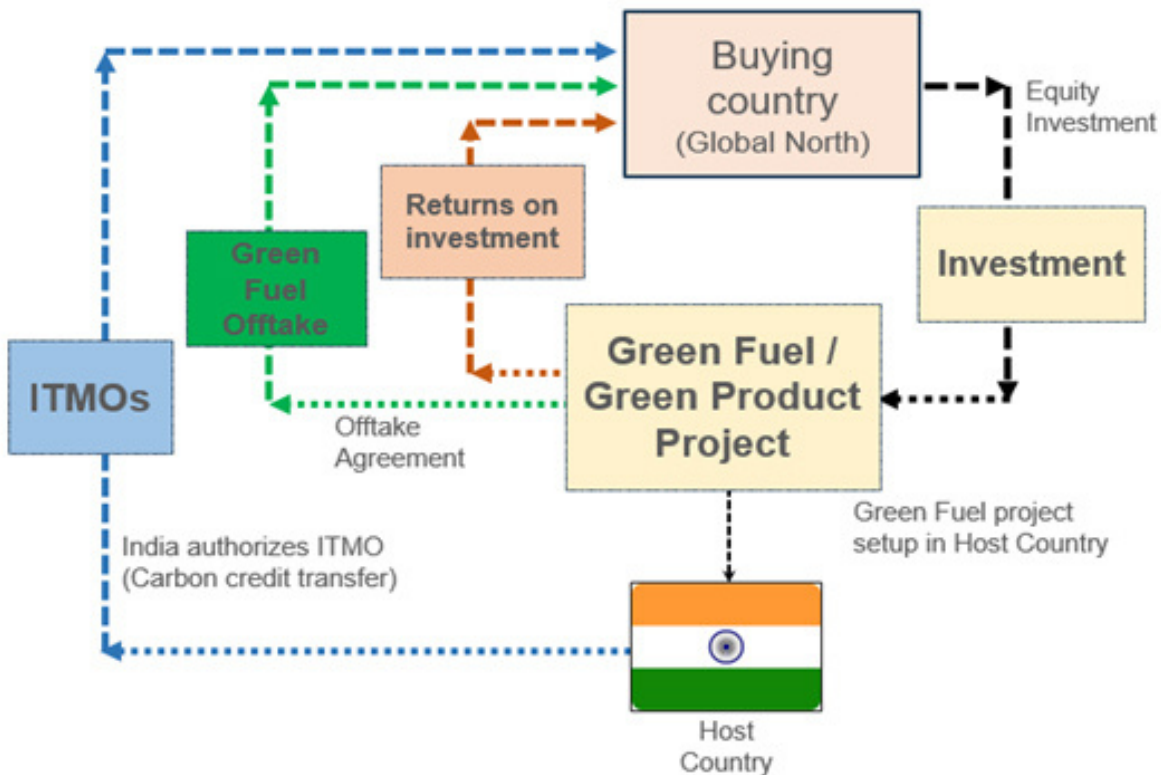 Buying
country
(Global North)
Equity
Investment
Returns on
investment
Green
Fuel
Offtake
Investment
ITMOs
Green Fuel /
Green Product
Project
Offtake
Agreement
Green Fuel project
setup in Host Country
India authorizes ITMO
(Carbon credit transfer)
Host
Country